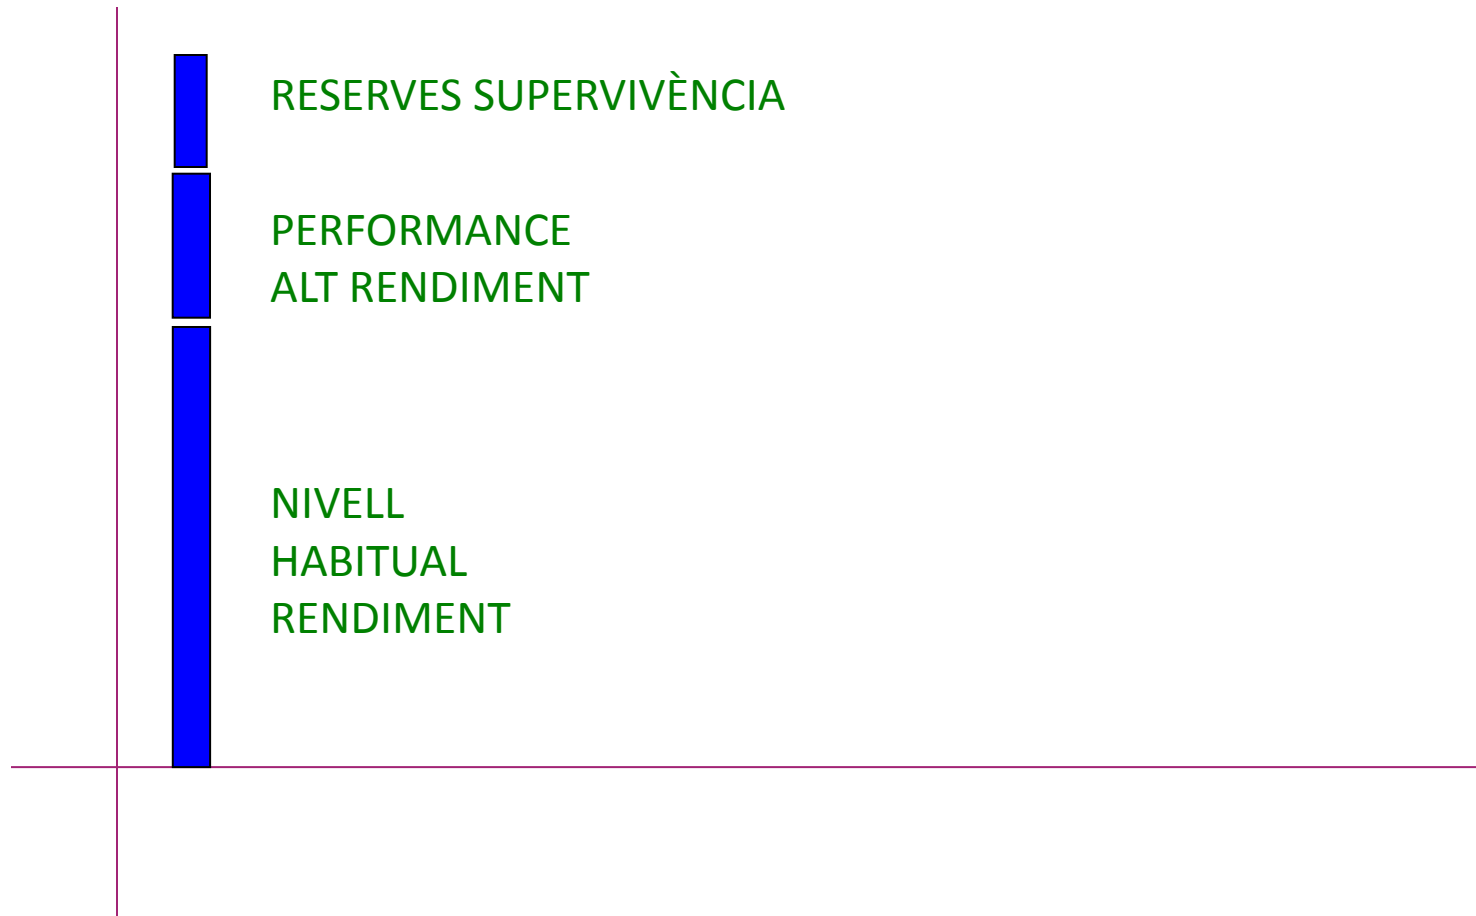 RESERVES SUPERVIVÈNCIA
PERFORMANCE
ALT RENDIMENT
NIVELL
HABITUAL
RENDIMENT